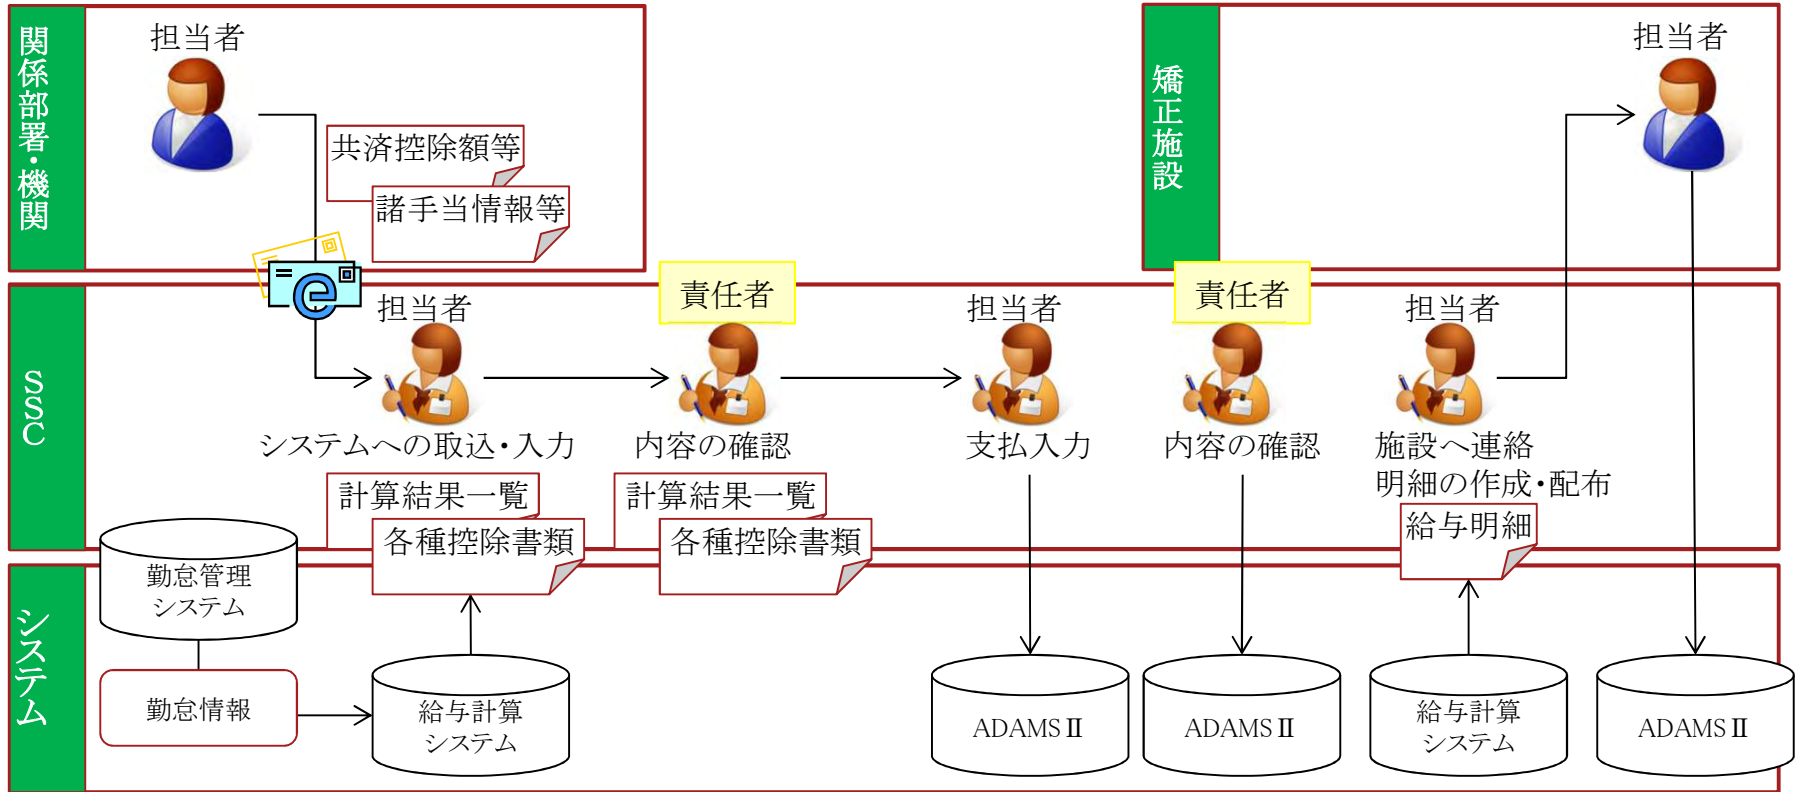 関係部署・機関
担当者
共済控除額等
諸手当情報等
矯正施設
担当者
SSC
担当者
システムへの取込・入力
計算結果一覧
各種控除書類
責任者
内容の確認
計算結果一覧
各種控除書類
担当者
支払入力
責任者
内容の確認
担当者
施設へ連絡
明細の作成・配布
給与明細
システム
勤怠管理
システム
勤怠情報
給与計算
システム
ADAMSⅡ
ADAMSⅡ
給与計算
システム
ADAMSⅡ